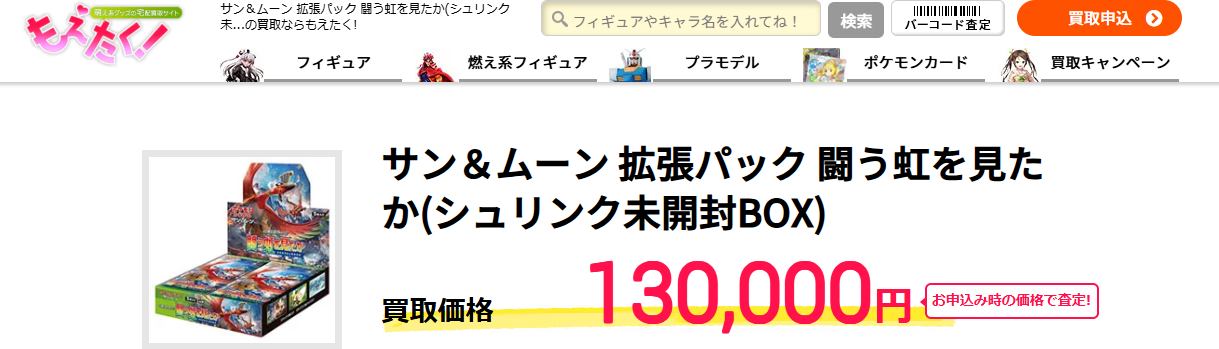 萌え系グッズの宅配買取サイト
もえたく!
サン＆ムーン 拡張パック 闘う虹を見たか(シュリンク
未...の買取ならもえたく!
フィギュアやキャラ名を入れてね！
検索
バーコード査定
買取申込
フィギュア
燃え系フィギュア
プラモデル
ポケモンカード
買取キャンペーン
サン＆ムーン 拡張パック 闘う虹を見た
か(シュリンク未開封BOX)
闘う虹を見たか
買取価格
130,000円
お申込み時の価格で査定!